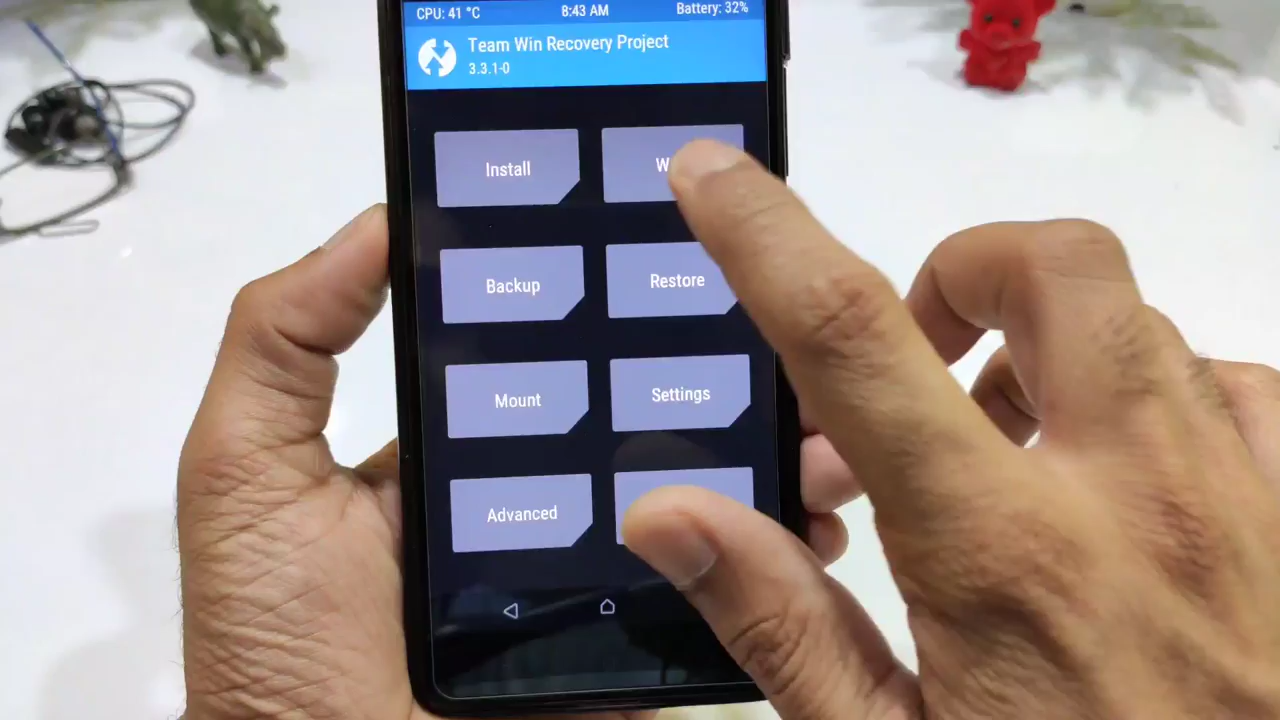 CPU: 41 °C 8:43 AM Battery: 32%
Team Win Recovery Project
3.3.1-0
Install
Backup Restore
Mount Settings
Advanced